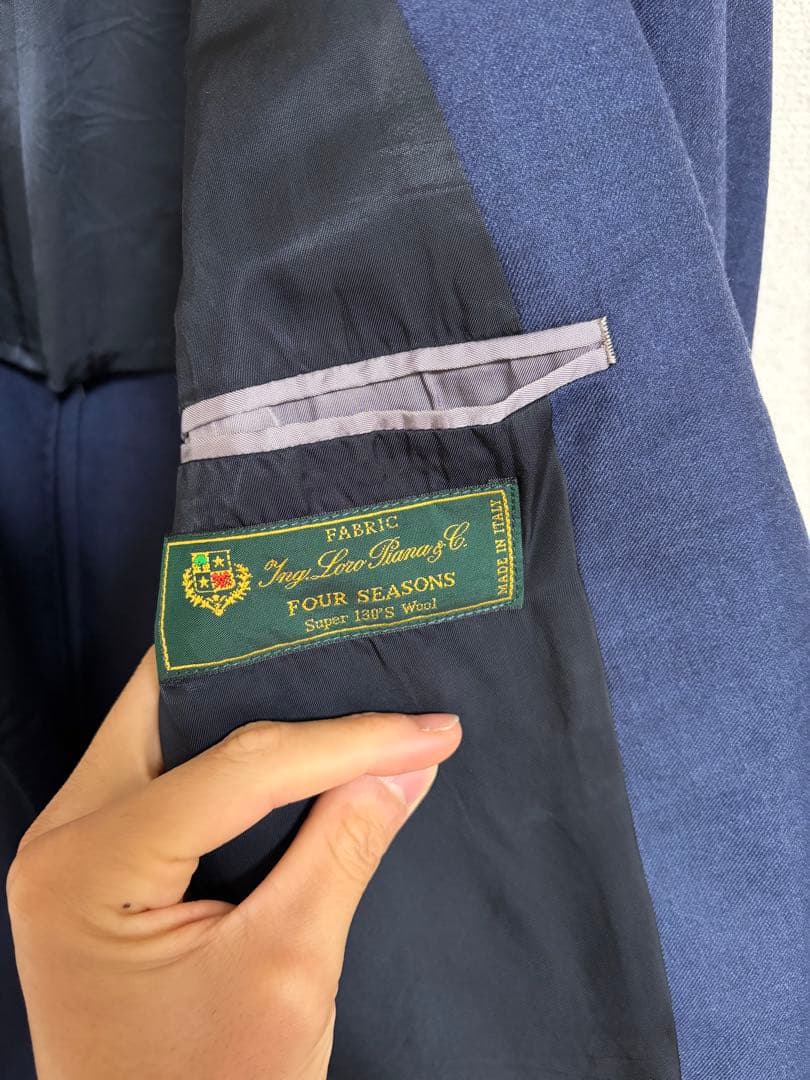 FABRIC
Ing. Loro Piana & C.
FOUR SEASONS
Super 130'S Wool
MADE IN ITALY